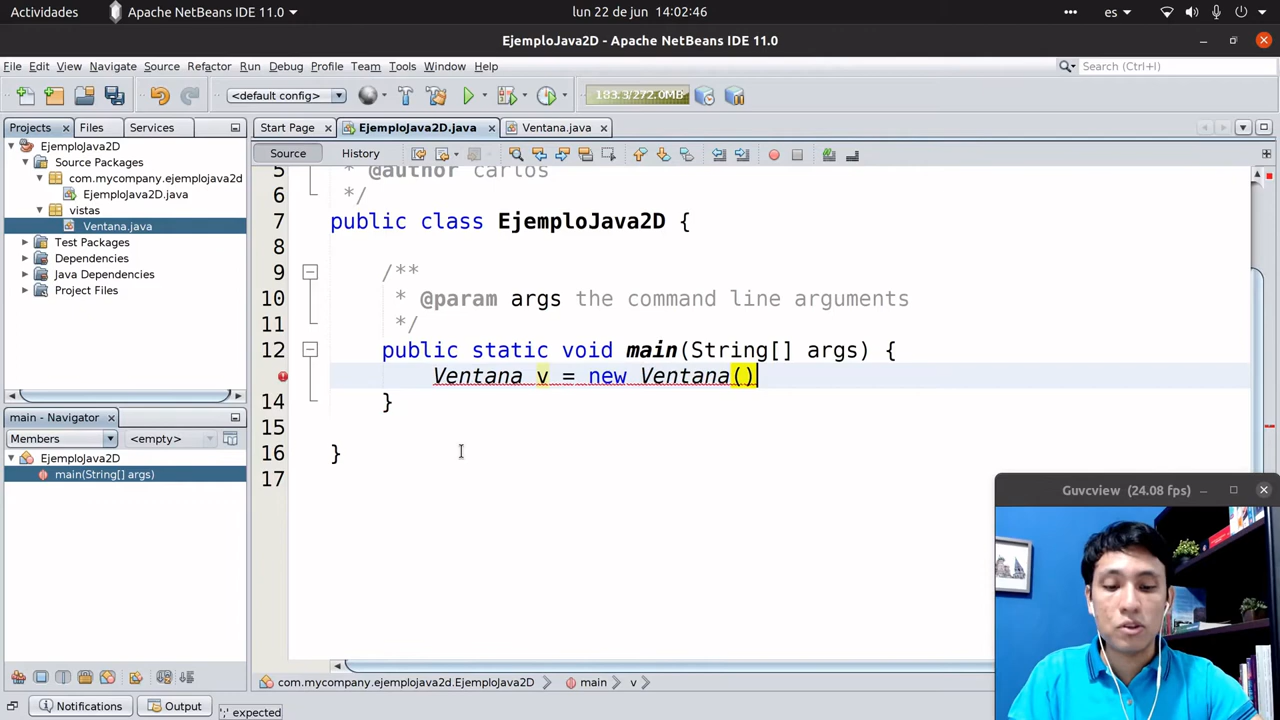 Actividades Apache NetBeans IDE 11.0 lun 22 de jun 14:02:46 es
EjemploJava2D - Apache NetBeans IDE 11.0
File Edit View Navigate Source Refactor Run Debug Profile Team Tools Window Help Search (Ctrl+I)
<default config> 183.3/272.0MB
Projects Files Services Start Page EjemploJava2D.java Ventana.java
EjemploJava2D
Source Packages
com.mycompany.ejemplojava2d
EjemploJava2D.java
vistas
Ventana.java
Test Packages
Dependencies
Java Dependencies
Project Files
main - Navigator
Members <empty>
EjemploJava2D
main(String[] args)
Source History
5 * @author carlos
6 */
7 public class EjemploJava2D {
8
9 /**
10 * @param args the command line arguments
11 */
12 public static void main(String[] args) {
Ventana v = new Ventana()
14 }
15
16 }
17
Guvcview (24.08 fps)
com.mycompany.ejemplojava2d.EjemploJava2D main v
Notifications Output ';' expected